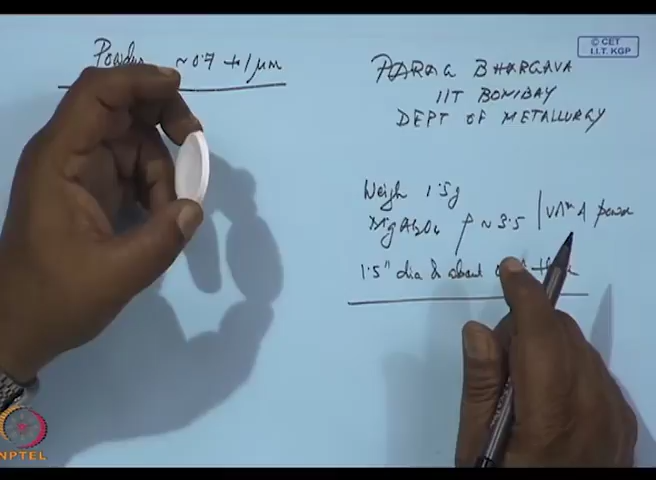 Powder ~0.7 + 1 µm
© CET
I.I.T. KGP
PARAG BHARGAVA
IIT BOMBAY
DEPT OF METALLURGY
Weigh 1.5g
MgAl2O4 ρ ~ 3.5
1.5" dia & about
NPTEL